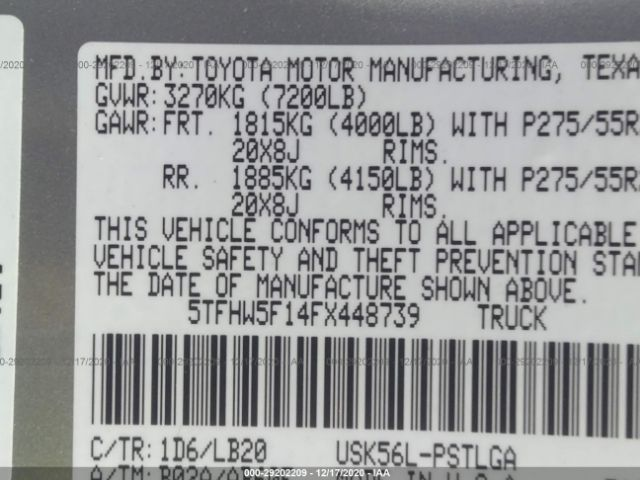 MFD.BY:TOYOTA MOTOR MANUFACTURING, TEXA
GVWR:3270KG (7200LB)
GAWR:FRT. 1815KG (4000LB) WITH P275/55R
20X8J RIMS.
RR. 1885KG (4150LB) WITH P275/55R
20X8J RIMS.
THIS VEHICLE CONFORMS TO ALL APPLICABLE
VEHICLE SAFETY AND THEFT PREVENTION STAN
THE DATE OF MANUFACTURE SHOWN ABOVE.
5TFHW5F14FX448739 TRUCK
C/TR:1D6/LB20 USK56L-PSTLGA
IAA 000-29202209 - 12/17/2020 - IAA